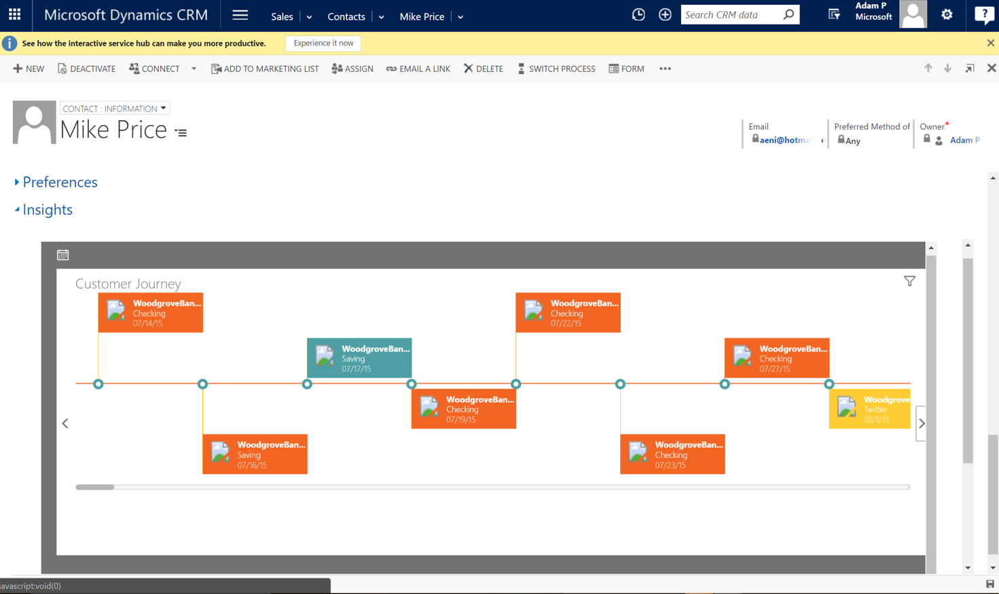 Microsoft Dynamics CRM
Sales
Contacts
Mike Price
Search CRM data
Adam P
Microsoft
?
See how the interactive service hub can make you more productive.
Experience it now
NEW
DEACTIVATE
CONNECT
ADD TO MARKETING LIST
ASSIGN
EMAIL A LINK
DELETE
SWITCH PROCESS
FORM
CONTACT : INFORMATION
Mike Price
Email
aeni@hotma
Preferred Method of
Any
Owner*
Adam P
Preferences
Insights
Customer Journey
WoodgroveBan...
Checking
07/14/15
WoodgroveBan...
Checking
07/22/15
WoodgroveBan...
Saving
07/17/15
WoodgroveBan...
Checking
07/27/15
WoodgroveBan...
Checking
07/19/15
Woodgrove
Twitter
08/1/15
WoodgroveBan...
Saving
07/16/15
WoodgroveBan...
Checking
07/23/15
javascript:void(0)